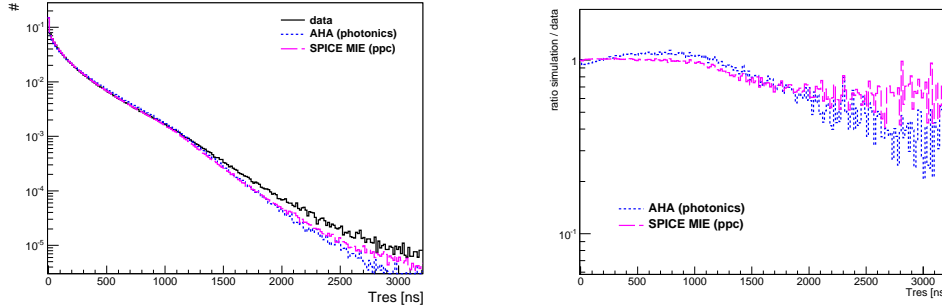 #
data
AHA (photonics)
SPICE MIE (ppc)
10-1
10-2
10-3
10-4
10-5
0 500 1000 1500 2000 2500 3000
Tres [ns]
ratio simulation / data
1
10-1
AHA (photonics)
SPICE MIE (ppc)
0 500 1000 1500 2000 2500 3000
Tres [ns